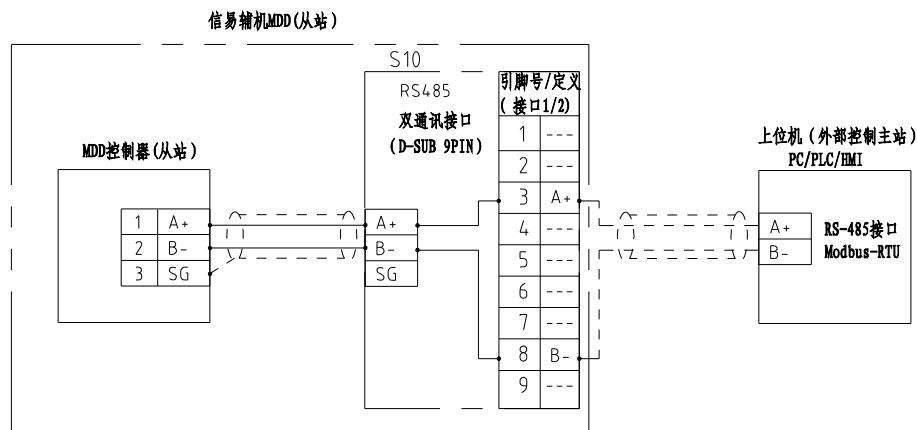 信易辅机MDD(从站)
S10
RS485
双通讯接口
(D-SUB 9PIN)
引脚号/定义
( 接口1/2)
1 ---
2 ---
3 A+
4 ---
5 ---
6 ---
7 ---
8 B-
9 ---
MDD控制器(从站)
1 A+
2 B-
3 SG
A+
B-
SG
上位机（外部控制主站）
PC/PLC/HMI
A+
B-
RS-485接口
Modbus-RTU